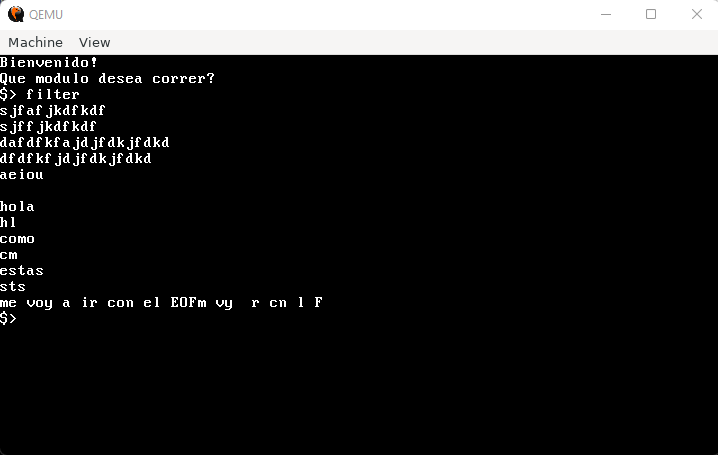 QEMU
Machine View
Bienvenido!
Que modulo desea correr?
$> filter
sjfafjkdfkdf
sjffjkdfkdf
dafdfkfajdjfdkjfdkd
dfdfkfjdjfdkjfdkd
aeiou
hola
hl
como
cm
estas
sts
me voy a ir con el EOFm vy  r cn l F
$>